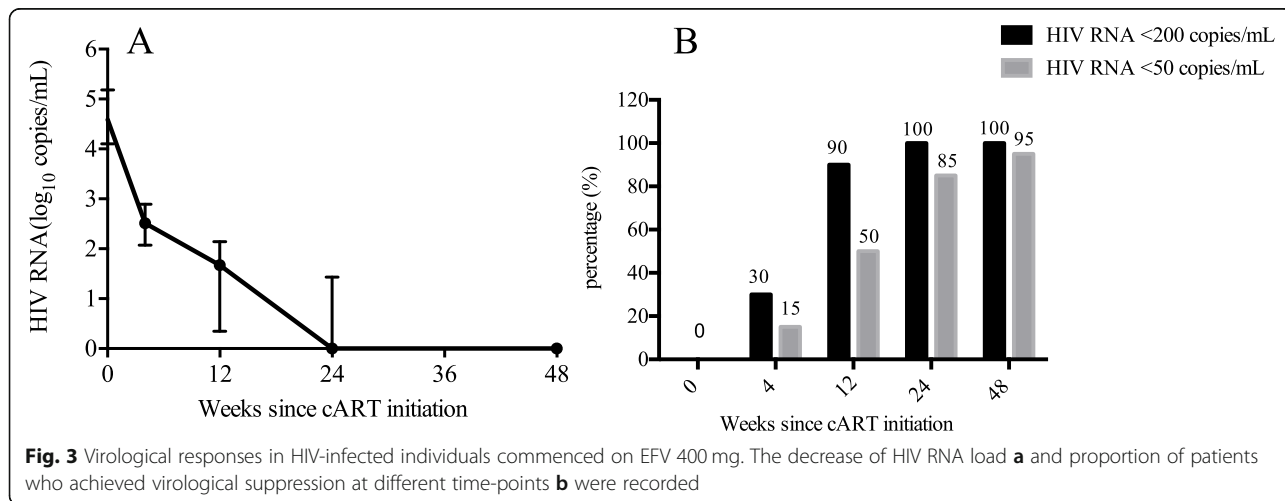 A
HIV RNA(log10 copies/mL)
6
5
4
3
2
1
0
0 12 24 36 48
Weeks since cART initiation
B
HIV RNA <200 copies/mL
HIV RNA <50 copies/mL
percentage (%)
120
100
80
60
40
20
0
0
30
15
90
50
100
85
100
95
0 4 12 24 48
Weeks since cART initiation
Fig. 3 Virological responses in HIV-infected individuals commenced on EFV 400 mg. The decrease of HIV RNA load a and proportion of patients
who achieved virological suppression at different time-points b were recorded